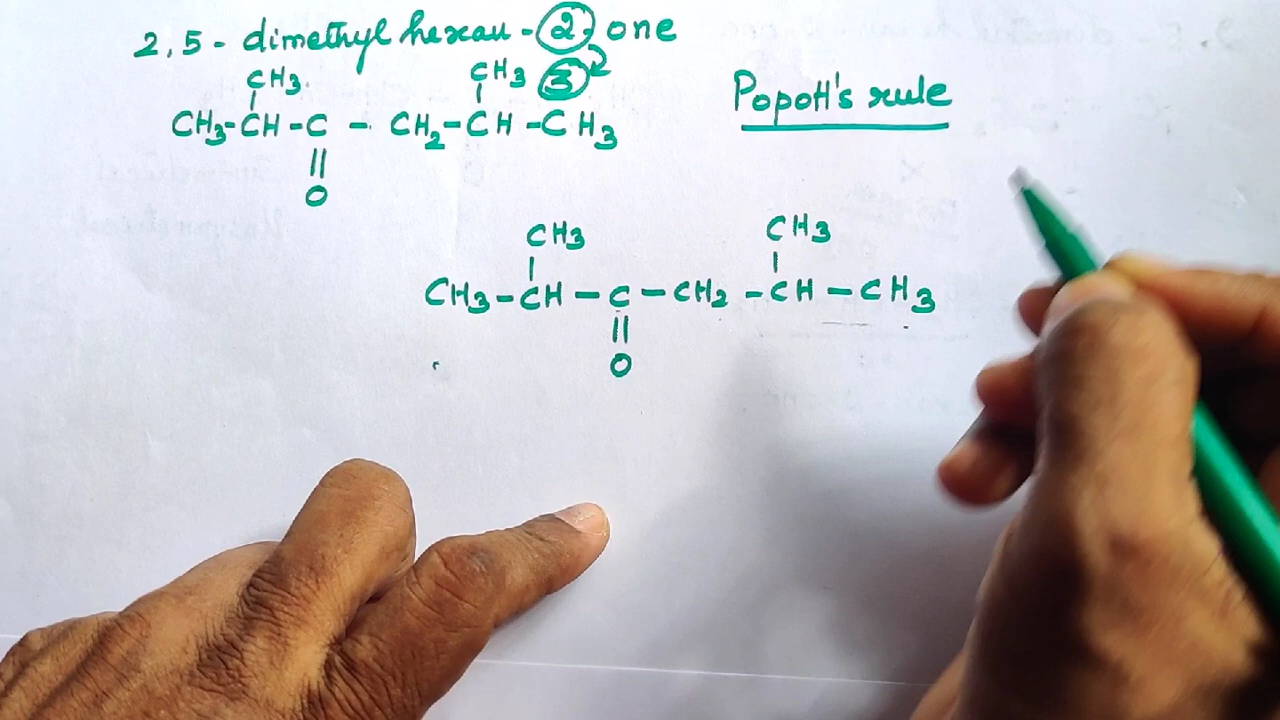 2,5 - dimethyl hexan - 2 one
CH3 CH3 3
CH3-CH-C - CH2-CH-CH3
||
O
Popott's rule
CH3 CH3
CH3-CH-C-CH2-CH-CH3
||
O